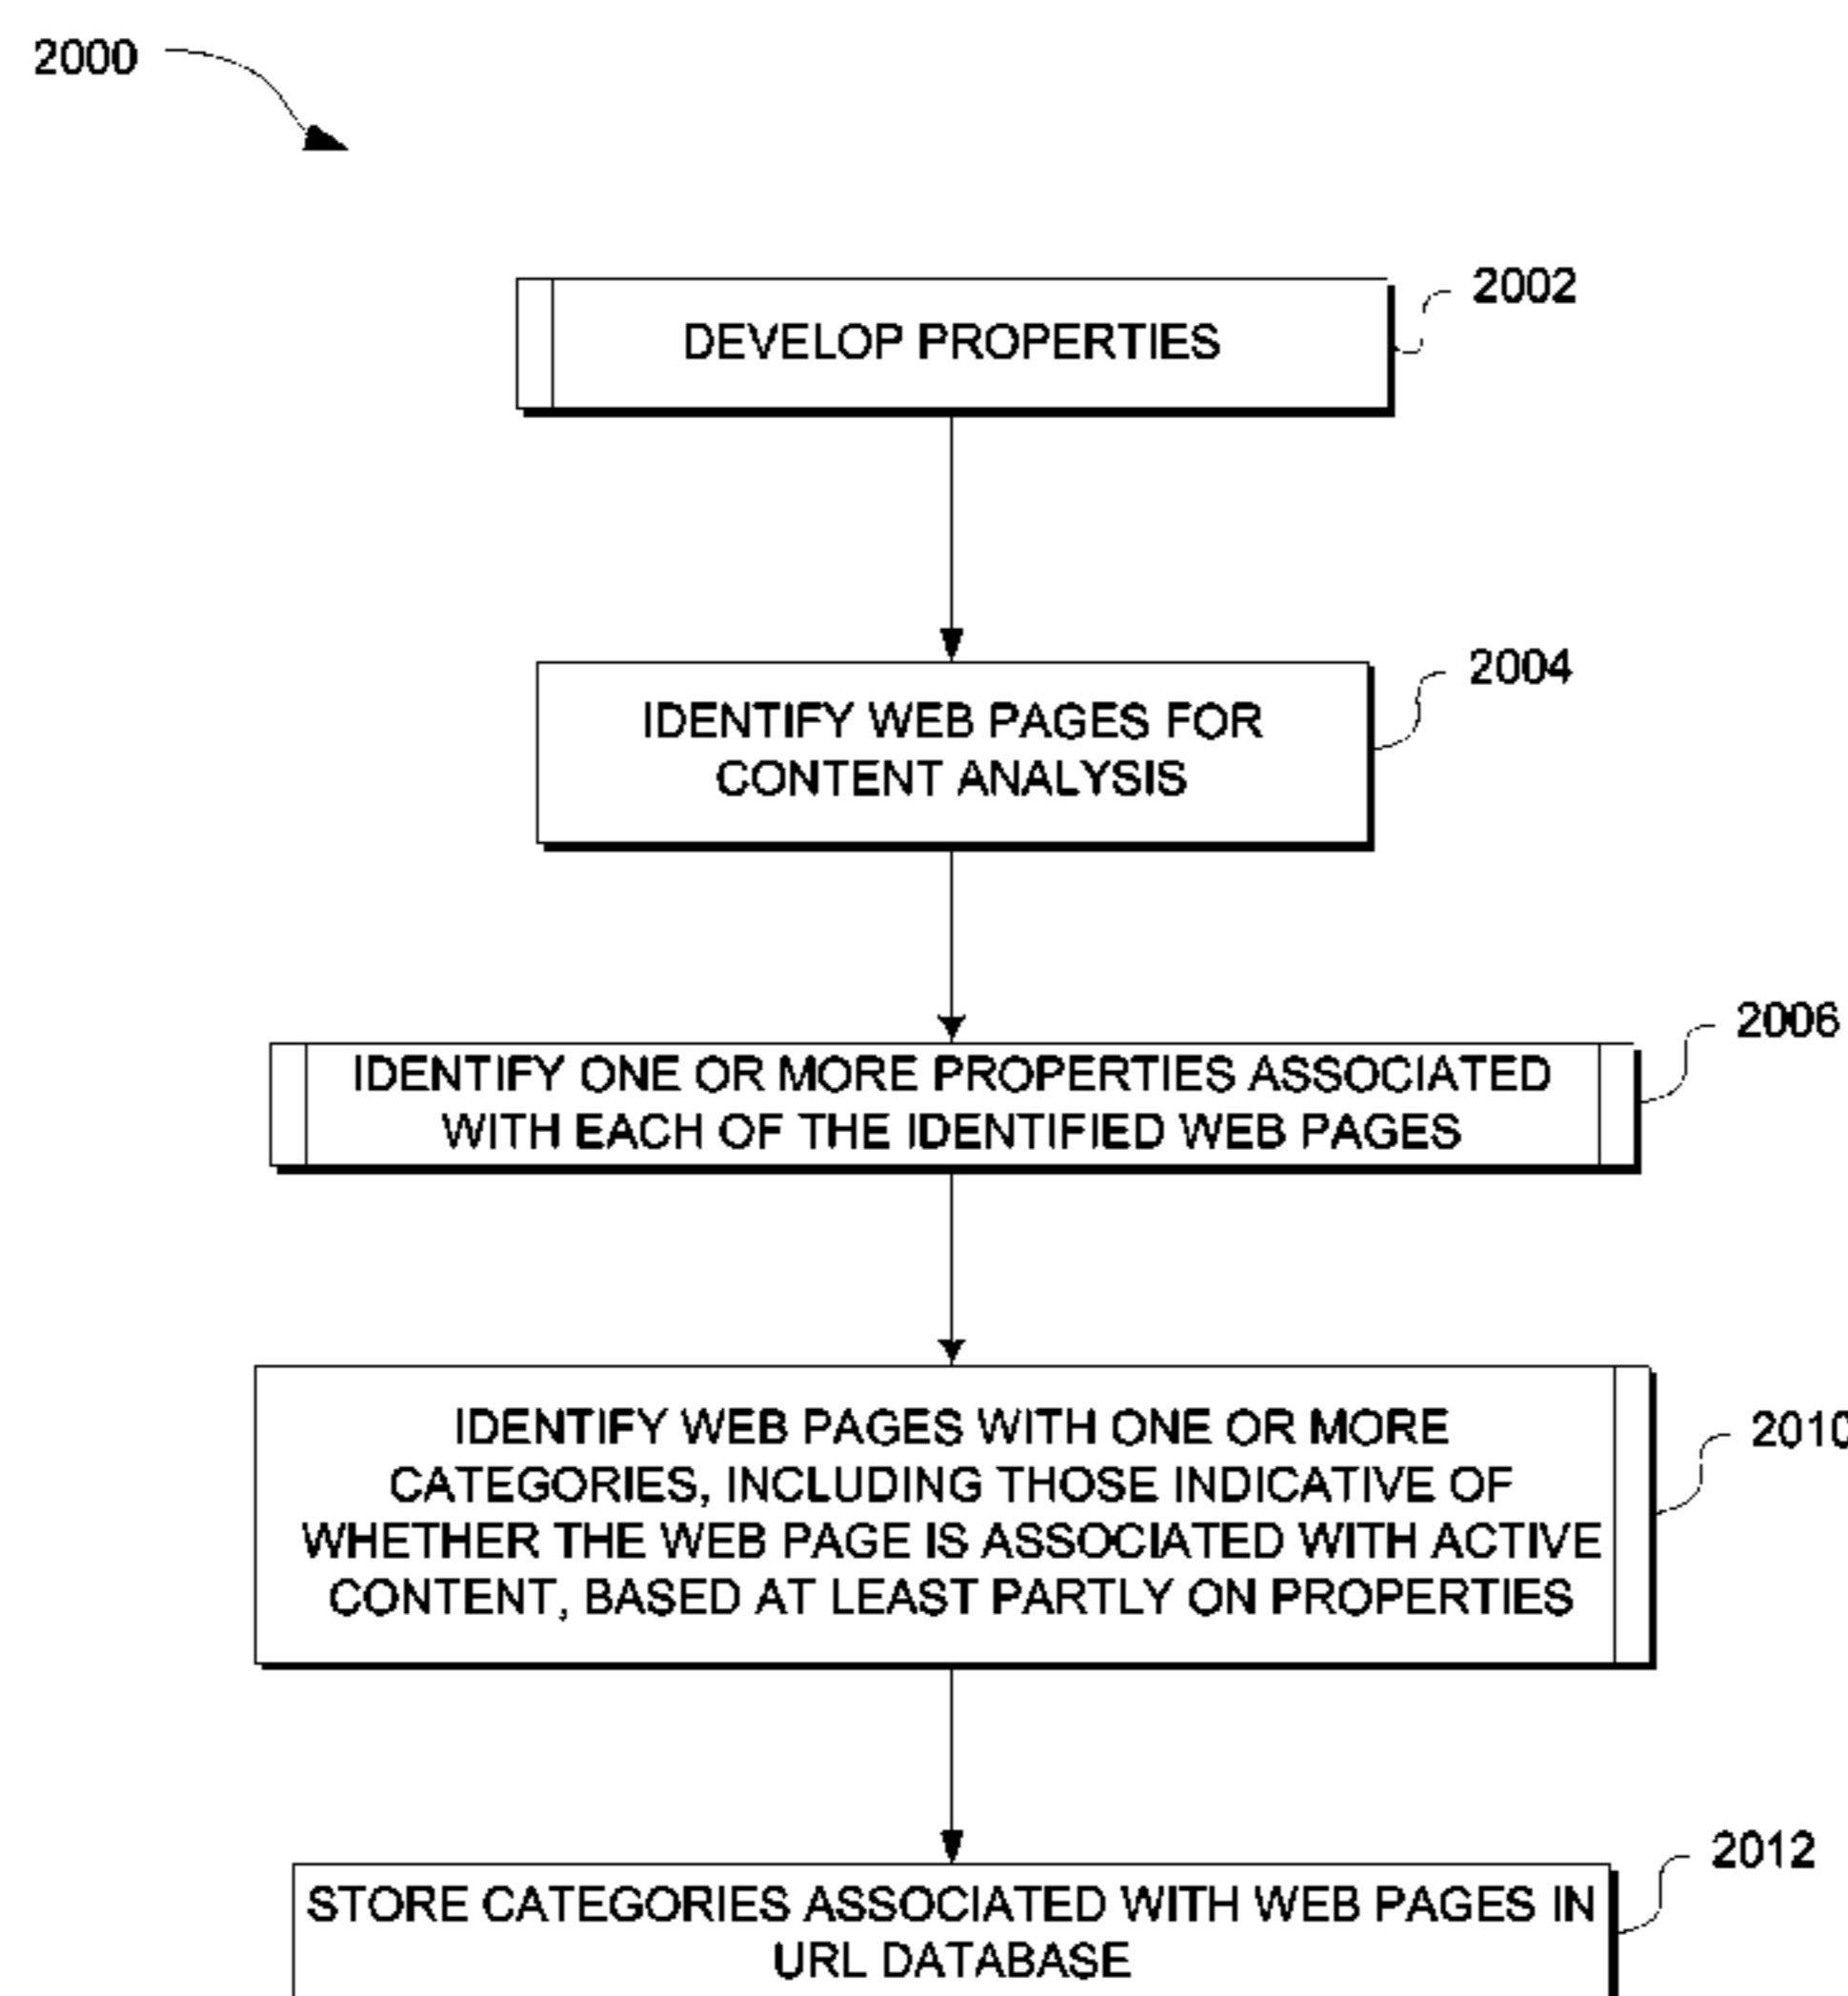 2000
2002
DEVELOP PROPERTIES
2004
IDENTIFY WEB PAGES FOR
CONTENT ANALYSIS
2006
IDENTIFY ONE OR MORE PROPERTIES ASSOCIATED
WITH EACH OF THE IDENTIFIED WEB PAGES
2010
IDENTIFY WEB PAGES WITH ONE OR MORE
CATEGORIES, INCLUDING THOSE INDICATIVE OF
WHETHER THE WEB PAGE IS ASSOCIATED WITH ACTIVE
CONTENT, BASED AT LEAST PARTLY ON PROPERTIES
2012
STORE CATEGORIES ASSOCIATED WITH WEB PAGES IN
URL DATABASE